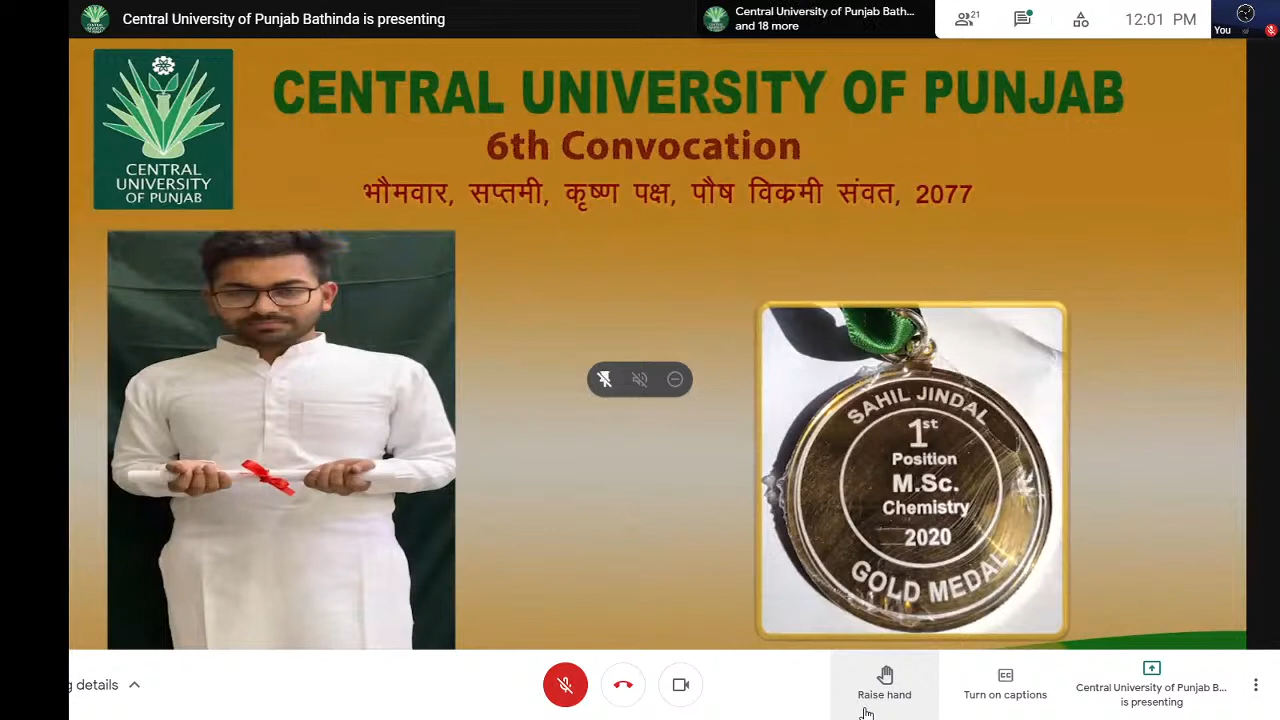 Central University of Punjab Bathinda is presenting
Central University of Punjab Bath...
and 18 more
21
12:01 PM
You
CENTRAL UNIVERSITY OF PUNJAB
6th Convocation
भौमवार, सप्तमी, कृष्ण पक्ष, पौष विक्रमी संवत, 2077
CENTRAL
UNIVERSITY
OF PUNJAB
SAHIL JINDAL
1st
Position
M.Sc.
Chemistry
2020
GOLD MEDAL
g details
Raise hand
CC
Turn on captions
Central University of Punjab B...
is presenting